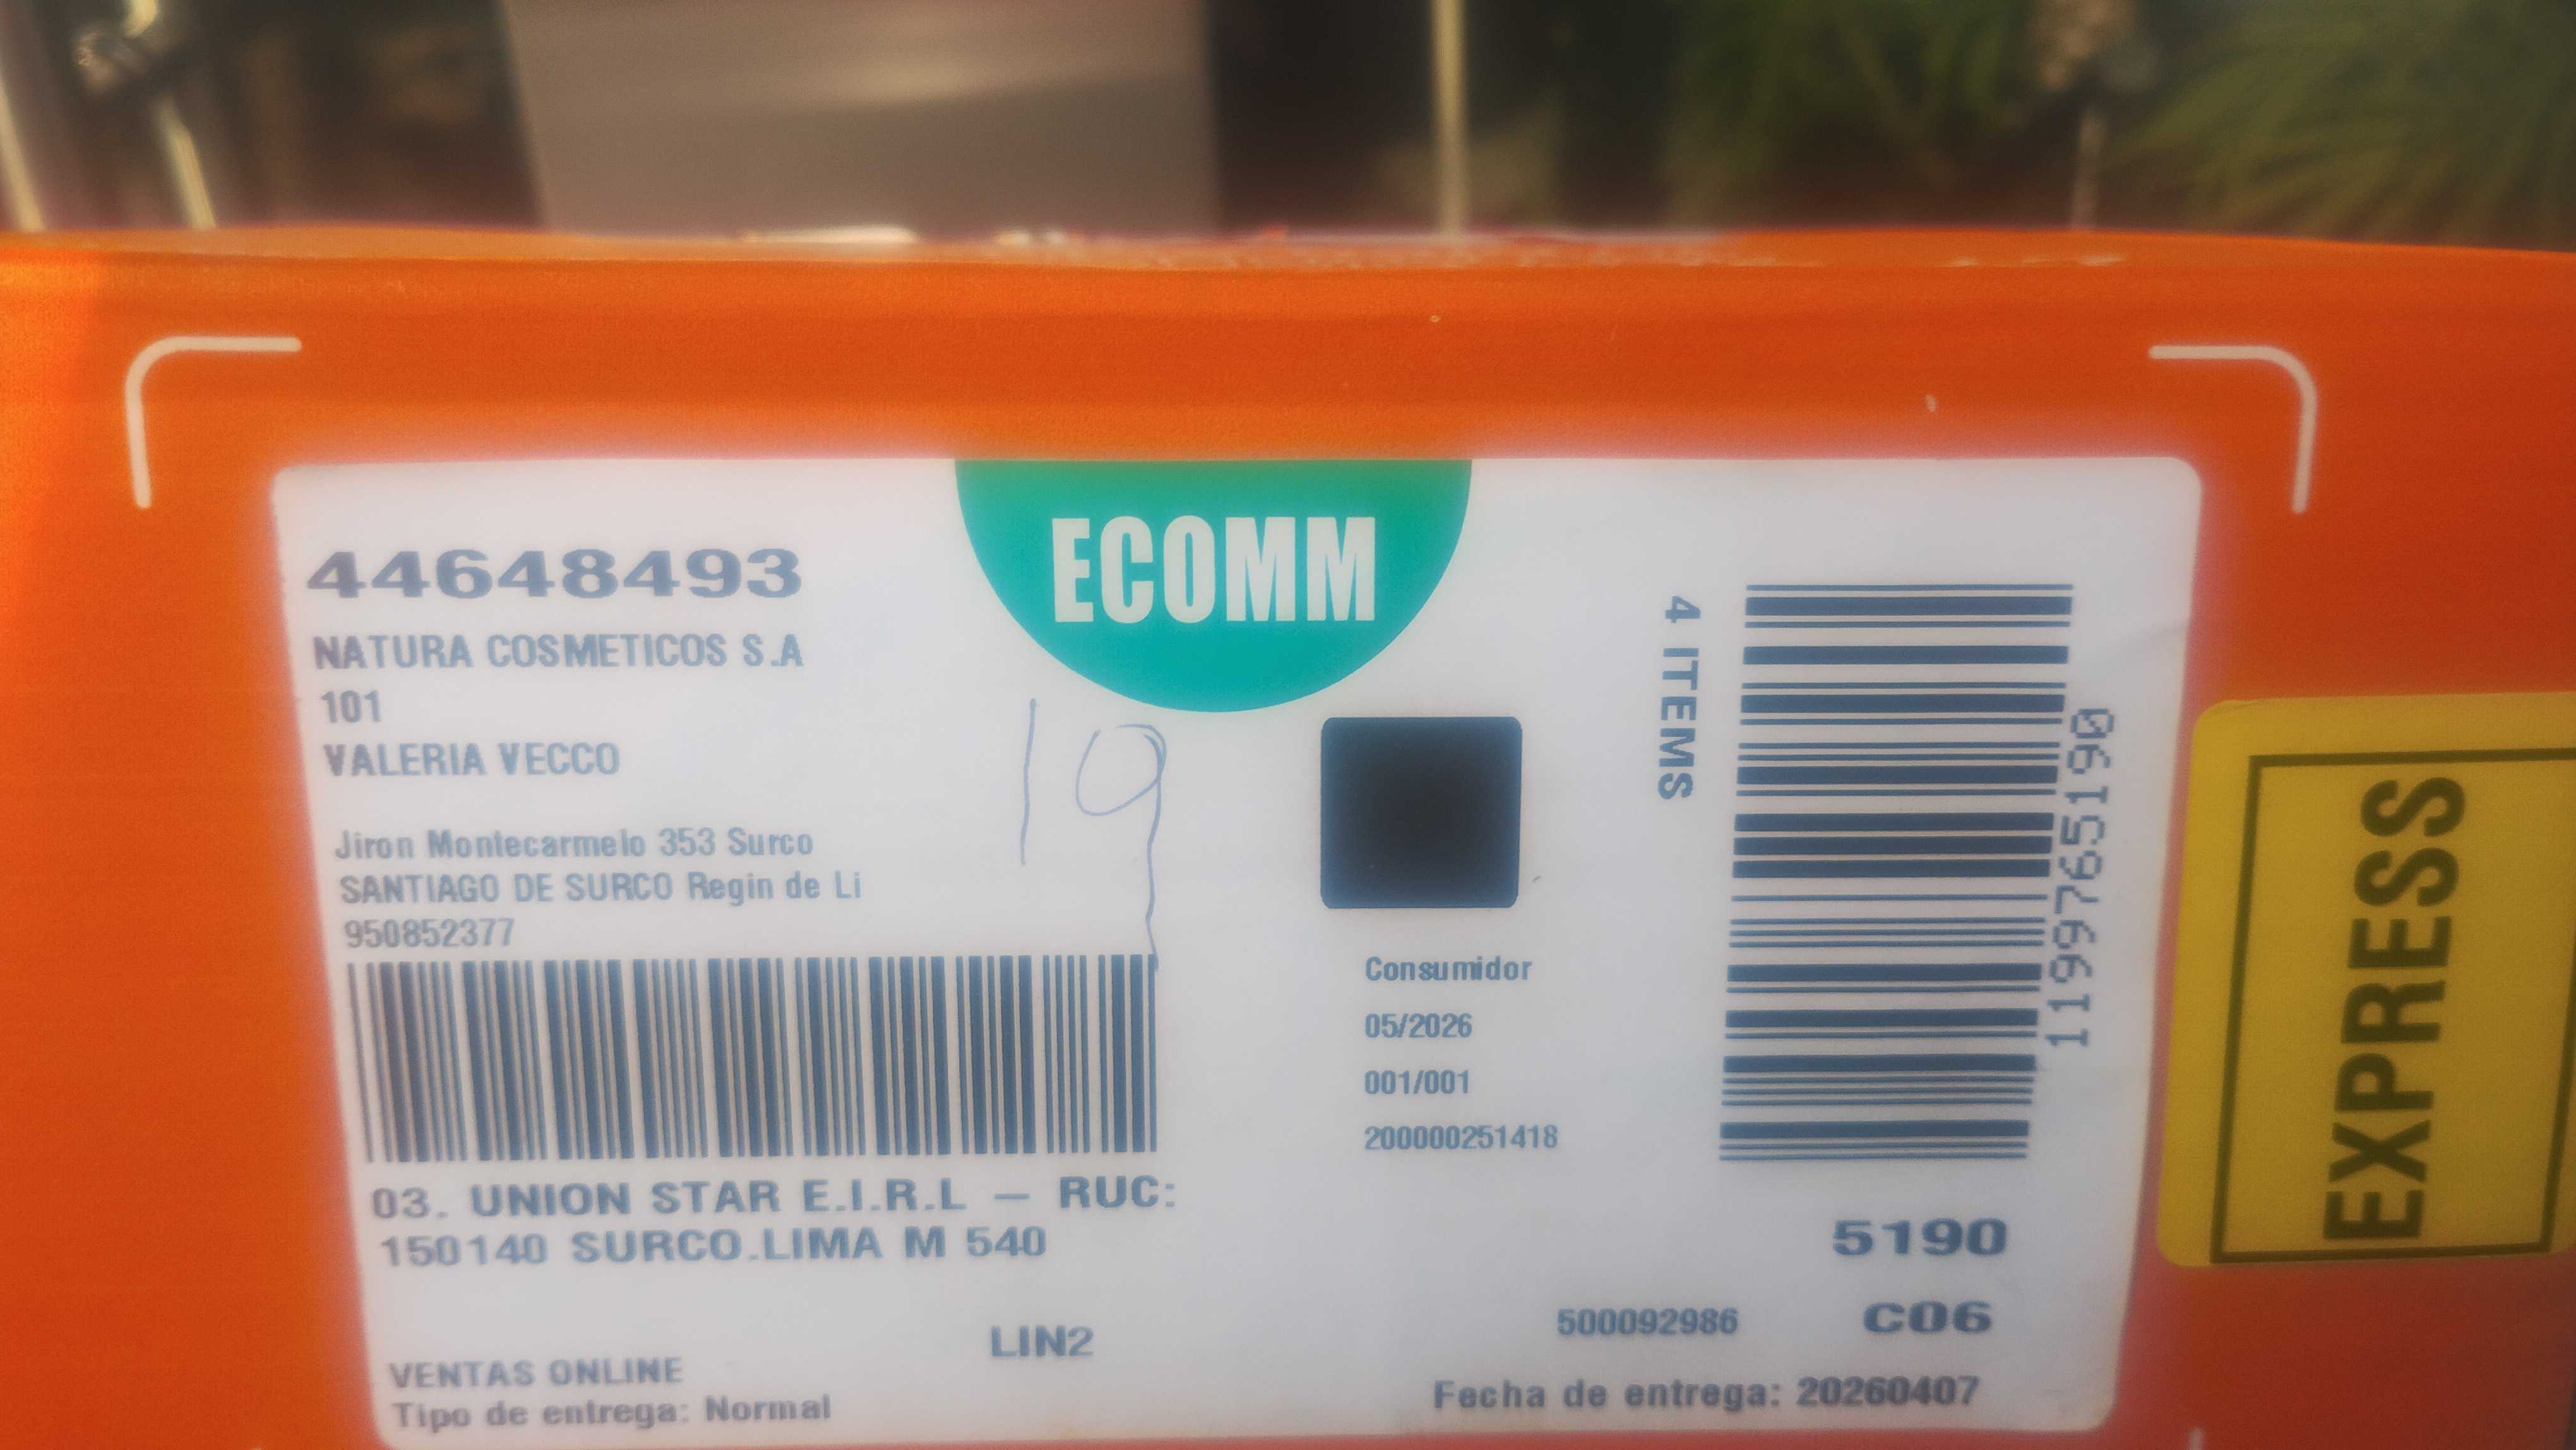 ECOMM
44648493
NATURA COSMETICOS S.A
101
VALERIA VECCO
19
Jiron Montecarmelo 353 Surco
SANTIAGO DE SURCO Regin de Li
950852377
03. UNION STAR E.I.R.L – RUC:
150140 SURCO.LIMA M 540
LIN2
VENTAS ONLINE
Tipo de entrega: Normal
Consumidor
05/2026
001/001
200000251418
4 ITEMS
119976515190
5190
500092986 C06
Fecha de entrega: 20260407
EXPRESS